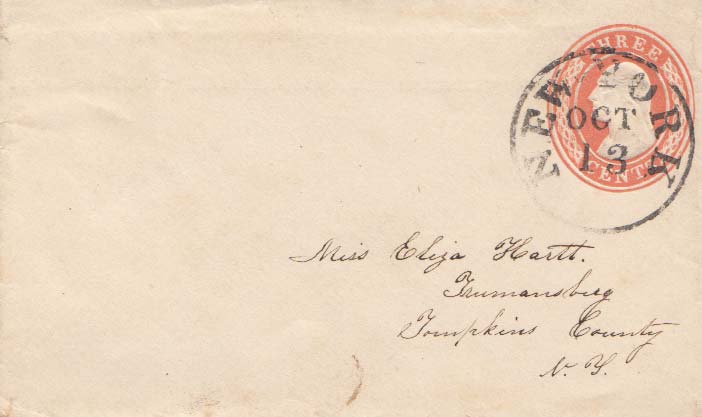 THREE
CENTS
NEW-YORK
OCT
13
Miss Eliza Hartt.
Trumansburg
Tompkins County
N. Y.